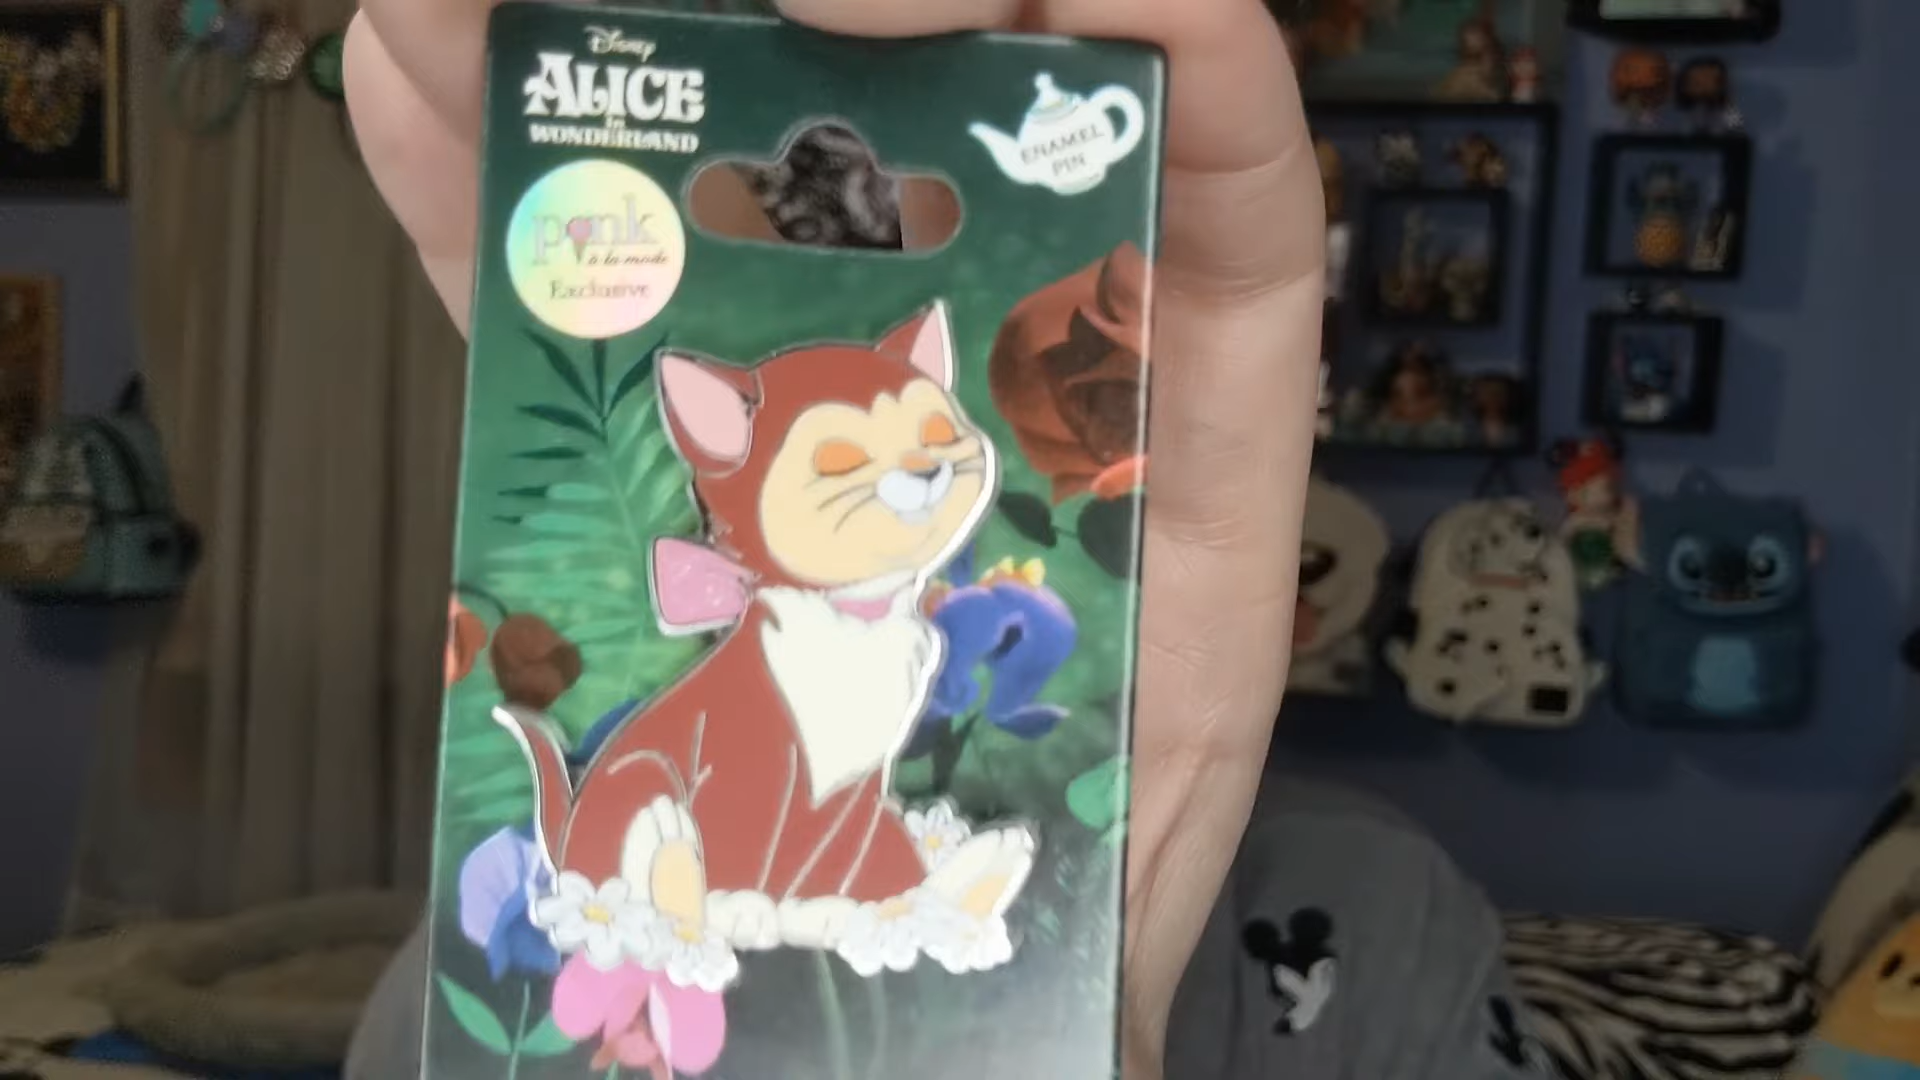 Disney
ALICE
in
WONDERLAND
ENAMEL
PIN
pink
à la mode
Exclusive